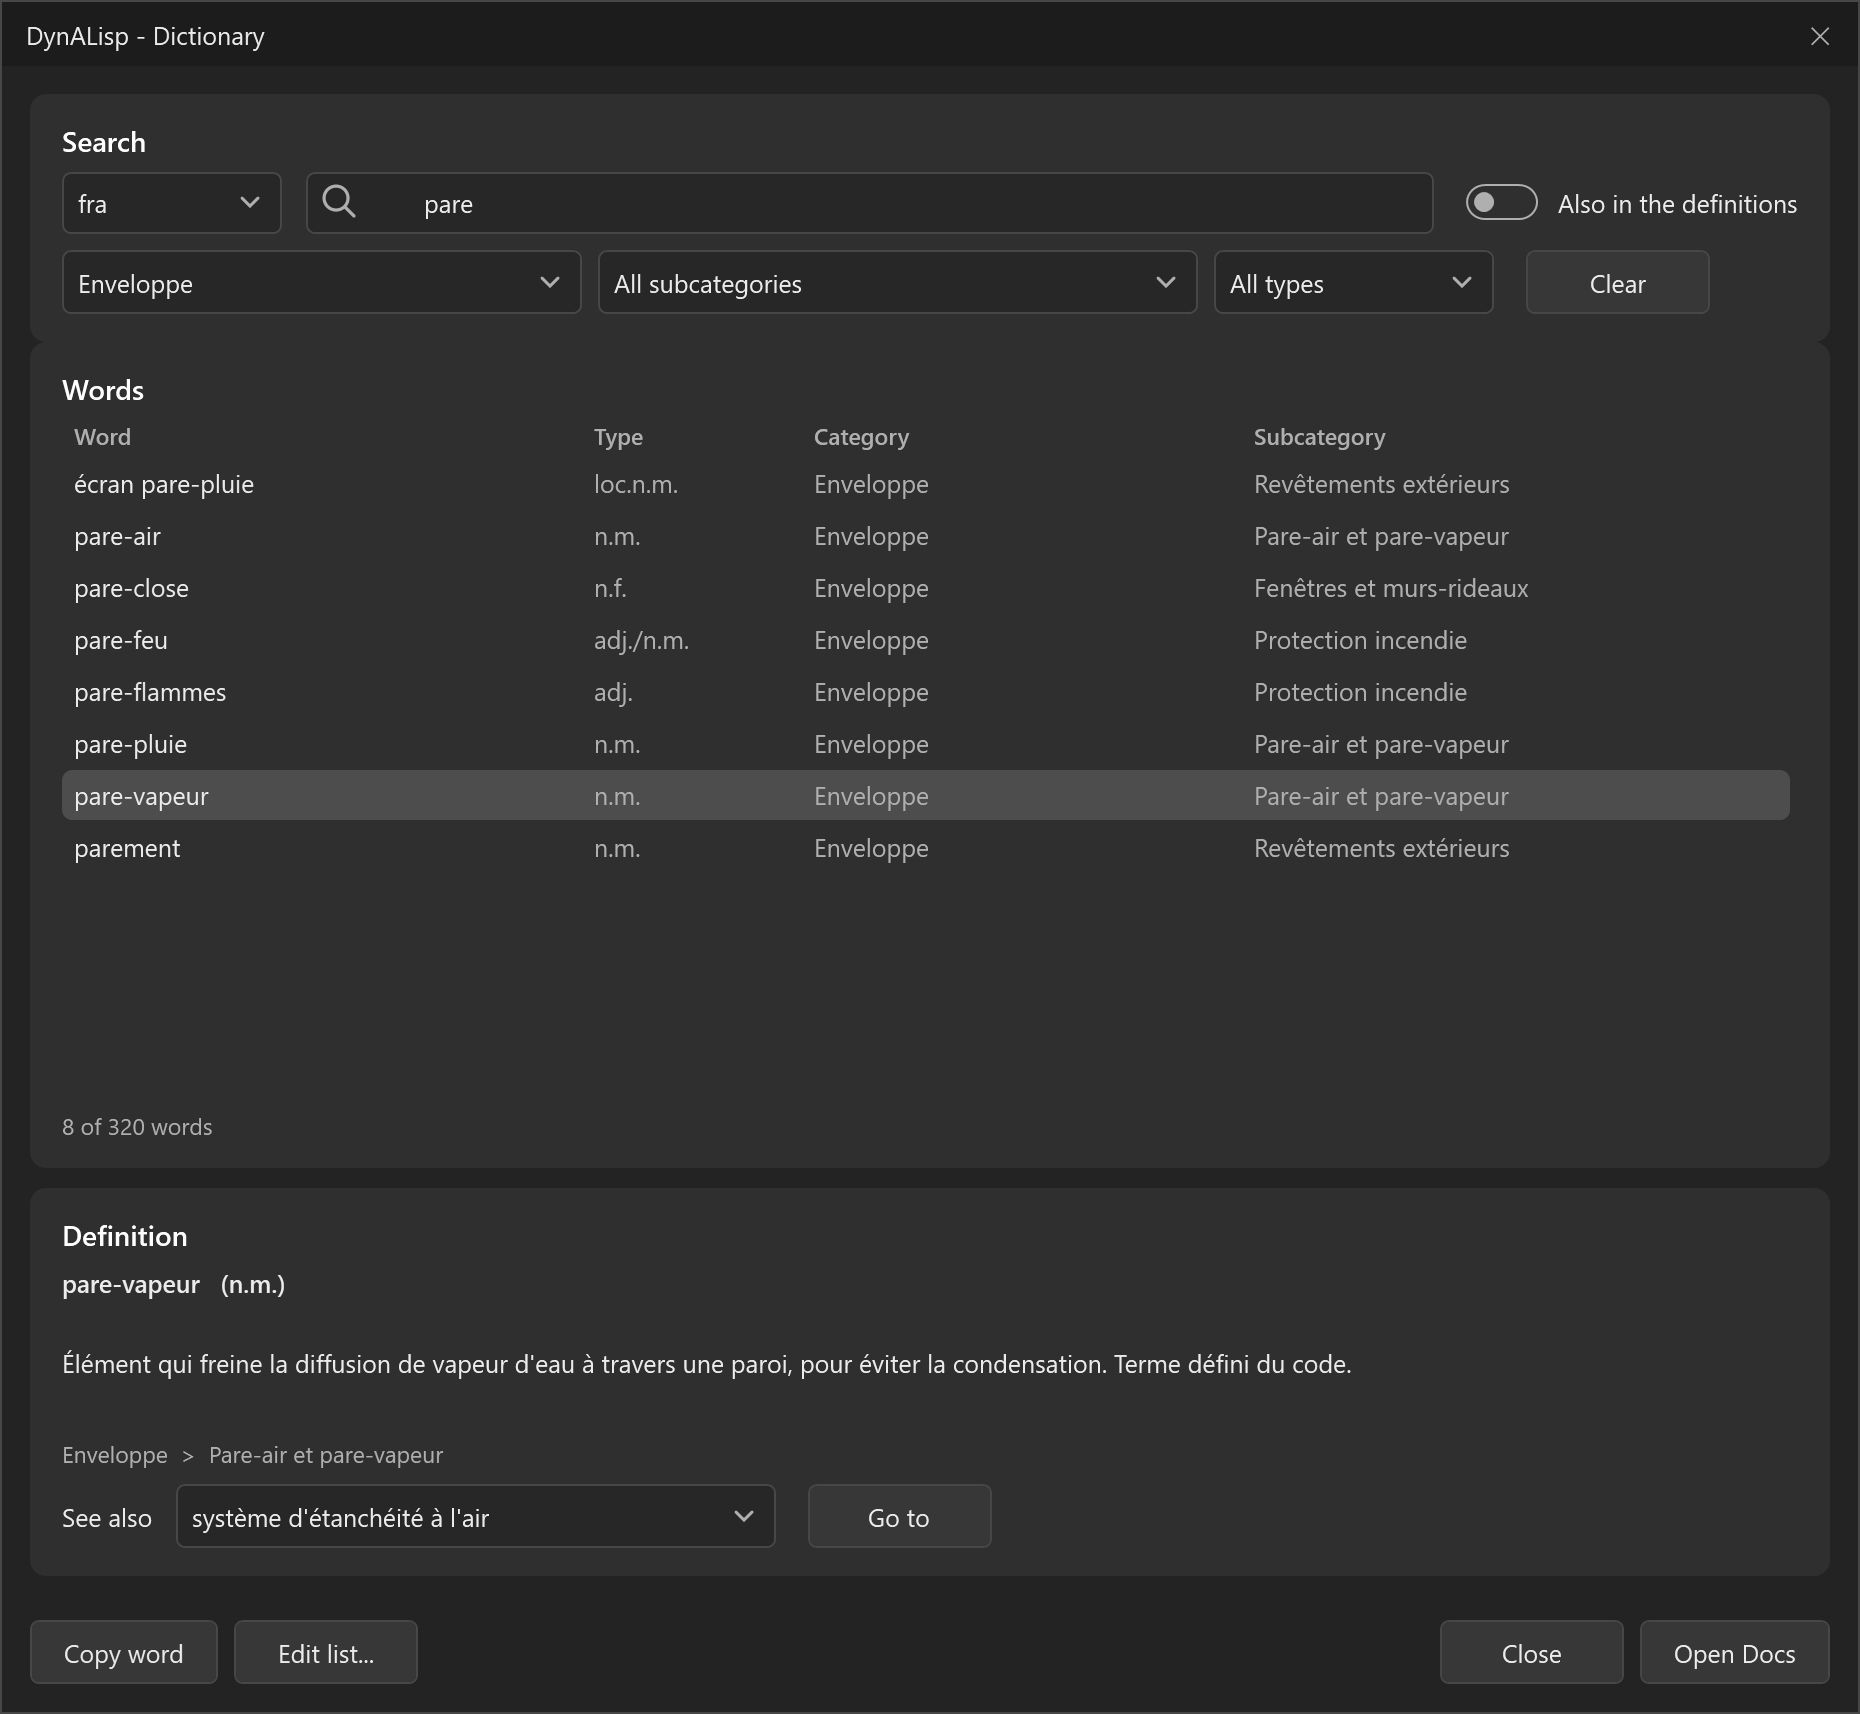 DynALisp - Dictionary
Search
fra
pare
Also in the definitions
Enveloppe
All subcategories
All types
Clear
Words
Word Type Category Subcategory
écran pare-pluie loc.n.m. Enveloppe Revêtements extérieurs
pare-air n.m. Enveloppe Pare-air et pare-vapeur
pare-close n.f. Enveloppe Fenêtres et murs-rideaux
pare-feu adj./n.m. Enveloppe Protection incendie
pare-flammes adj. Enveloppe Protection incendie
pare-pluie n.m. Enveloppe Pare-air et pare-vapeur
pare-vapeur n.m. Enveloppe Pare-air et pare-vapeur
parement n.m. Enveloppe Revêtements extérieurs
8 of 320 words
Definition
pare-vapeur (n.m.)
Élément qui freine la diffusion de vapeur d'eau à travers une paroi, pour éviter la condensation. Terme défini du code.
Enveloppe > Pare-air et pare-vapeur
See also
système d'étanchéité à l'air
Go to
Copy word
Edit list...
Close
Open Docs